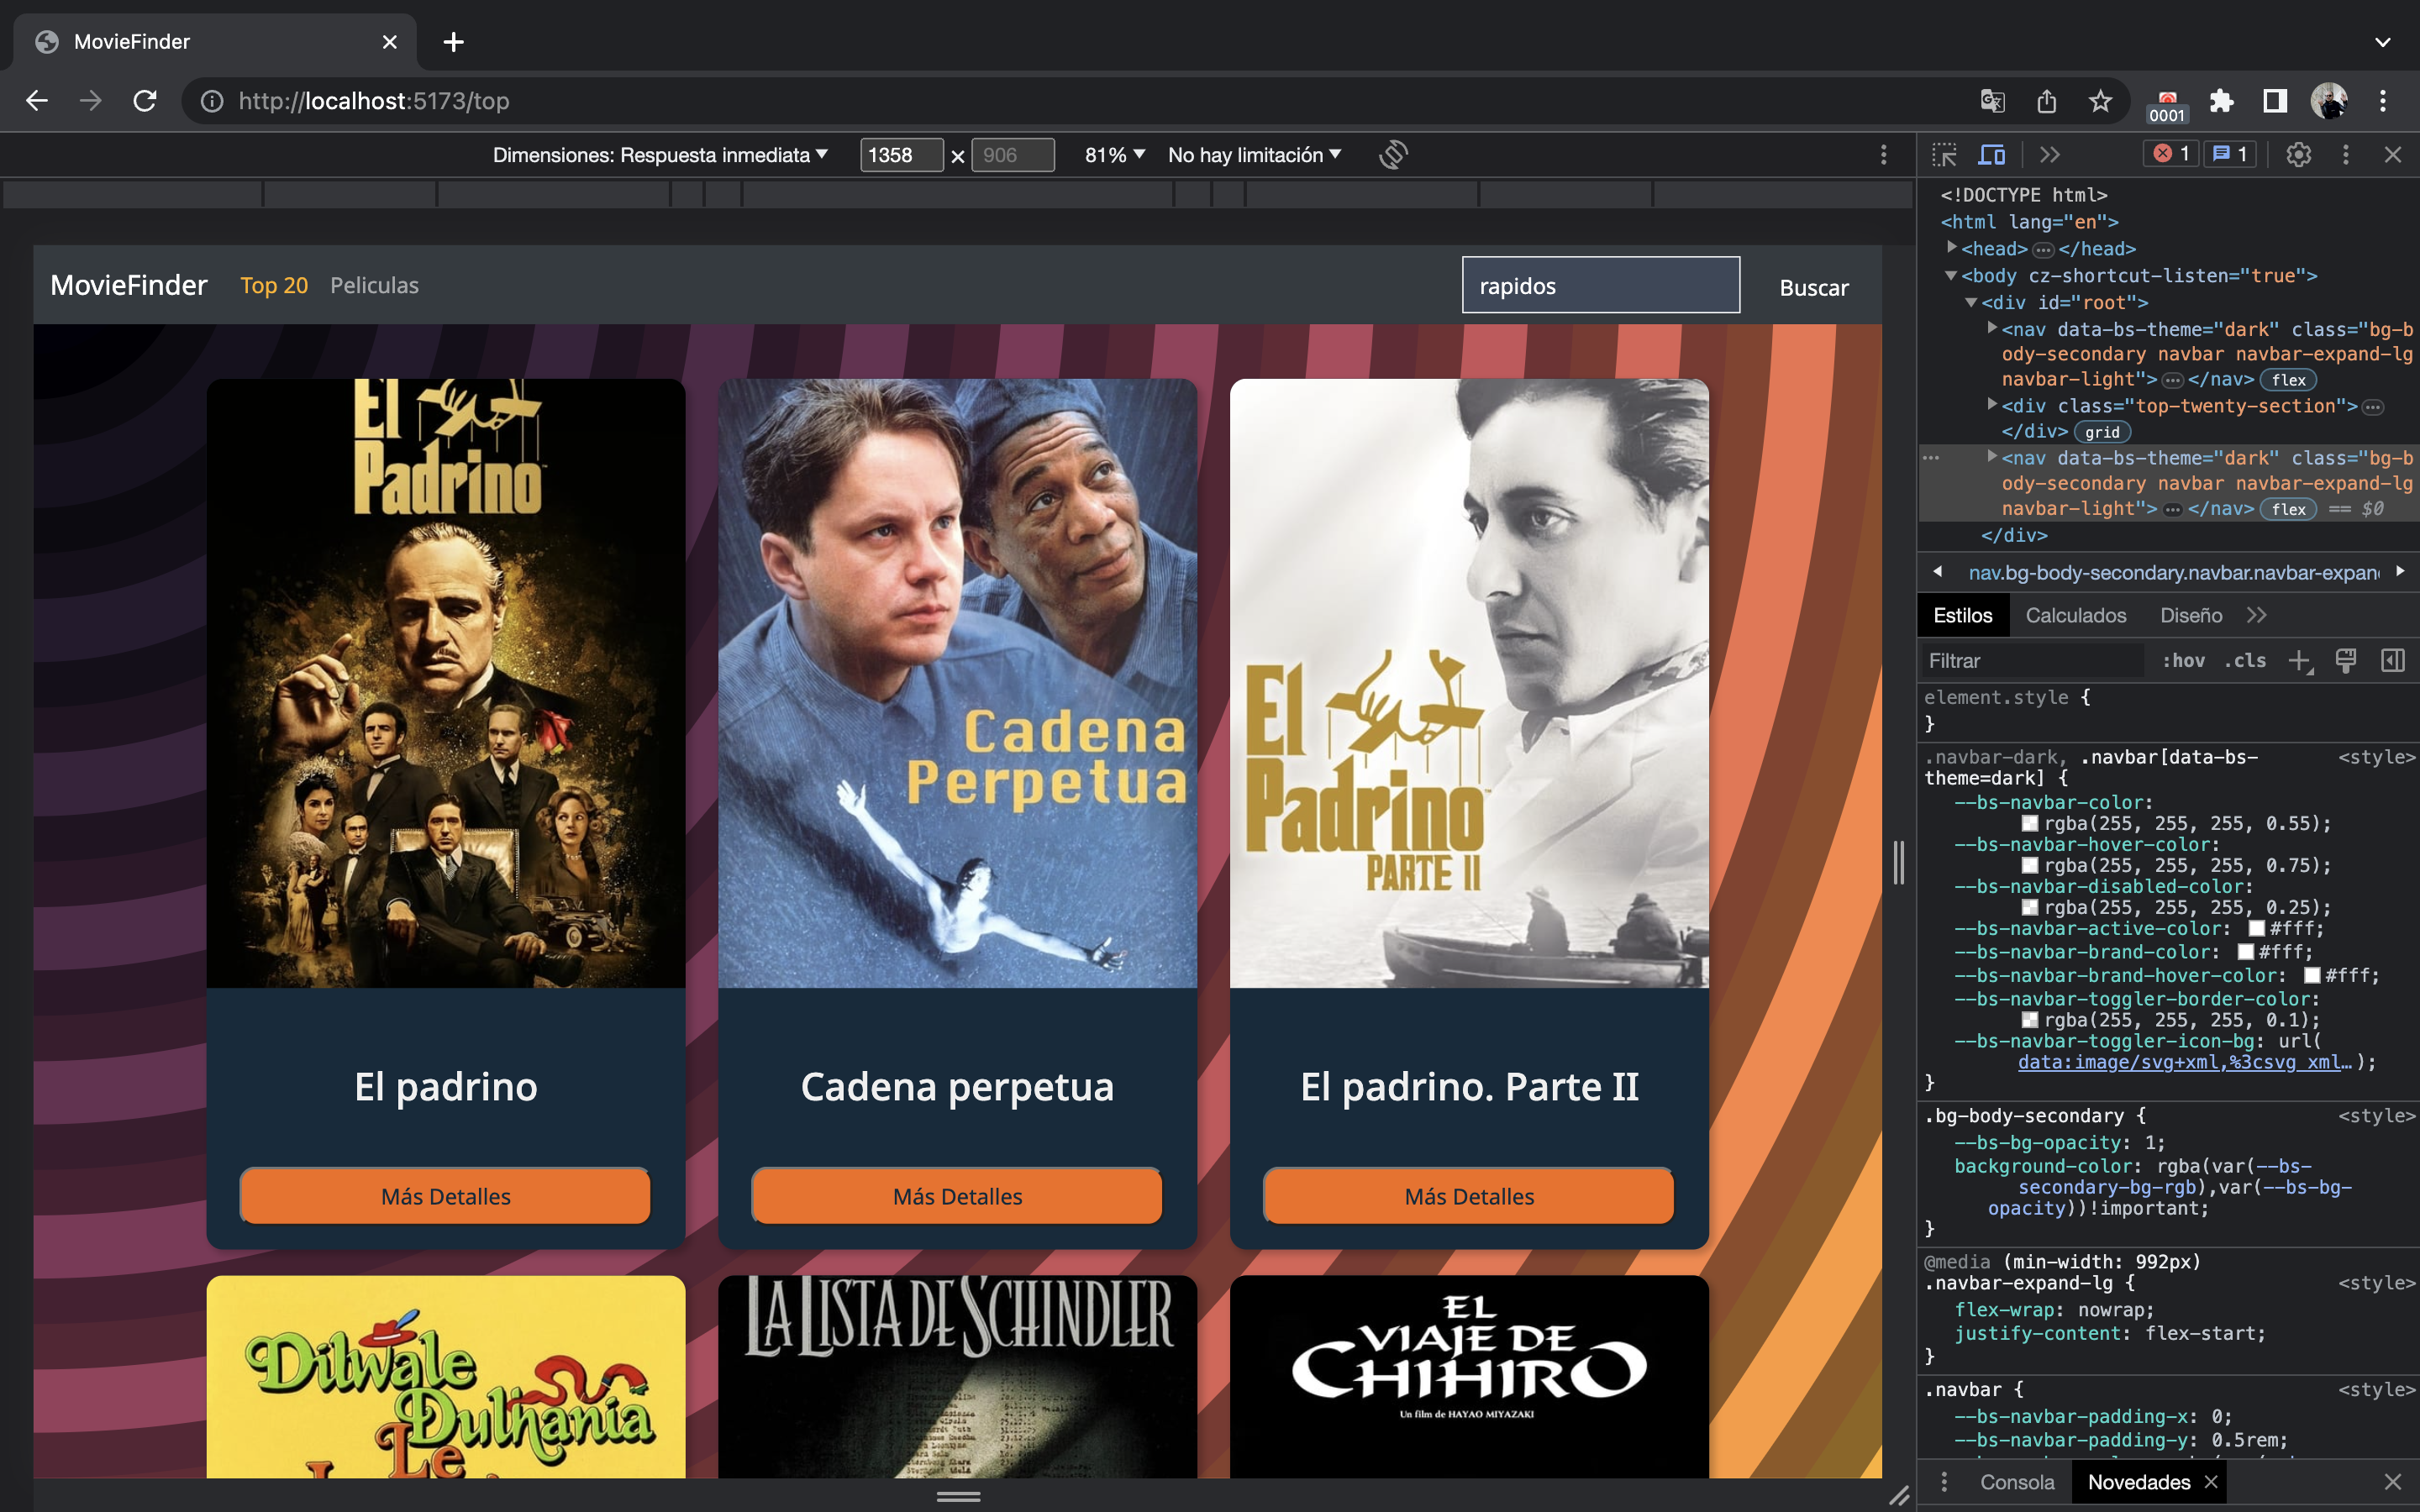 MovieFinder
http://localhost:5173/top
0001
Dimensiones: Respuesta inmediata
1358
×
906
81%
No hay limitación
1
1
MovieFinder
Top 20
Peliculas
rapidos
Buscar
El
Padrino
Cadena
Perpetua
El
Padrino
PARTE II
El padrino
Cadena perpetua
El padrino. Parte II
Más Detalles
Más Detalles
Más Detalles
Dilwale
Dulhania
Le
LA LISTA DE SCHINDLER
EL
VIAJE DE
CHIHIRO
Un film de HAYAO MIYAZAKI
<!DOCTYPE html>
<html lang="en">
<head>…</head>
<body cz-shortcut-listen="true">
<div id="root">
<nav data-bs-theme="dark" class="bg-b
ody-secondary navbar navbar-expand-lg
navbar-light">…</nav> flex
<div class="top-twenty-section">…
</div> grid
<nav data-bs-theme="dark" class="bg-b
ody-secondary navbar navbar-expand-lg
navbar-light">…</nav> flex == $0
</div>
nav.bg-body-secondary.navbar.navbar-expan
Estilos
Calculados
Diseño
Filtrar
:hov
.cls
element.style {
}
.navbar-dark, .navbar[data-bs- <style>
theme=dark] {
--bs-navbar-color:
rgba(255, 255, 255, 0.55);
--bs-navbar-hover-color:
rgba(255, 255, 255, 0.75);
--bs-navbar-disabled-color:
rgba(255, 255, 255, 0.25);
--bs-navbar-active-color: #fff;
--bs-navbar-brand-color: #fff;
--bs-navbar-brand-hover-color: #fff;
--bs-navbar-toggler-border-color:
rgba(255, 255, 255, 0.1);
--bs-navbar-toggler-icon-bg: url(
data:image/svg+xml,%3csvg xml…);
}
.bg-body-secondary { <style>
--bs-bg-opacity: 1;
background-color: rgba(var(--bs-
secondary-bg-rgb),var(--bs-bg-
opacity))!important;
}
@media (min-width: 992px)
.navbar-expand-lg { <style>
flex-wrap: nowrap;
justify-content: flex-start;
}
.navbar { <style>
--bs-navbar-padding-x: 0;
--bs-navbar-padding-y: 0.5rem;
Consola
Novedades